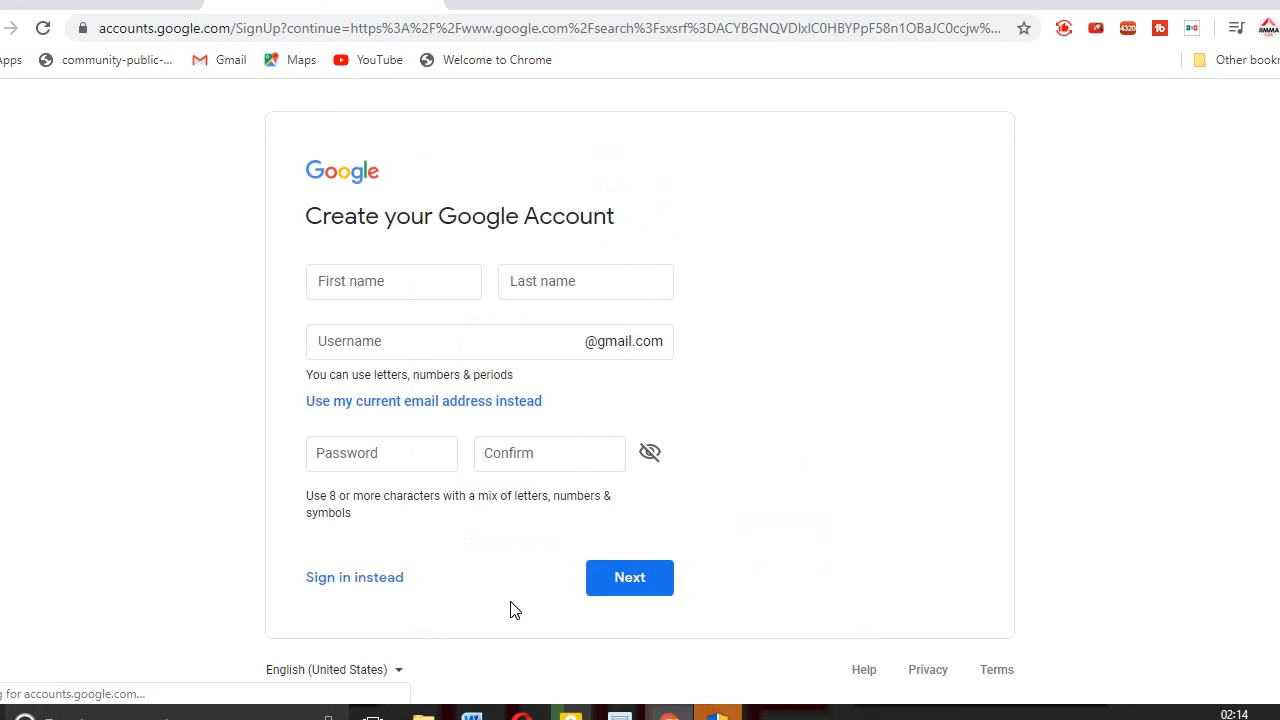 accounts.google.com/SignUp?continue=https%3A%2F%2Fwww.google.com%2Fsearch%3Fsxsrf%3DACYBGNQVDlxlC0HBYPpF58n1OBaJC0ccjw%...
4320
apps
community-public-...
Gmail
Maps
YouTube
Welcome to Chrome
Other bookr
Google
Create your Google Account
First name
Last name
Username
@gmail.com
You can use letters, numbers & periods
Use my current email address instead
Password
Confirm
Use 8 or more characters with a mix of letters, numbers &
symbols
Sign in instead
Next
English (United States)
Help
Privacy
Terms
g for accounts.google.com...
02:14